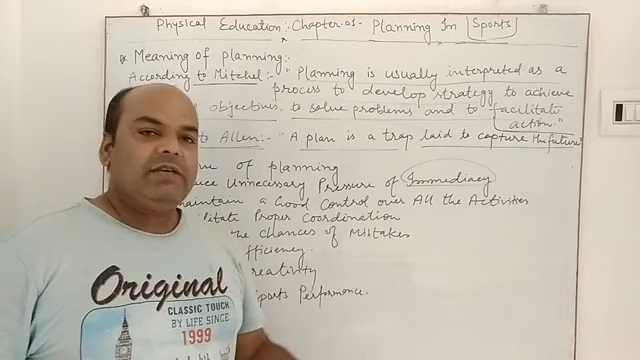 Physical Education:- Chapter-01- Planning In Sports
* Meaning of planning:-
According to Mitchel:- "Planning is usually interpreted as a
process to develop strategy to achieve
objectives to solve problems and to facilitate
action."
to Allen:- "A plan is a trap laid to capture the future"
of planning
Unnecessary Pressure of Immediacy
maintain a Good Control over All the Activities
Proper Coordination
the Chances of Mistakes
Sports Performance.
Original
CLASSIC TOUCH
BY LIFE SINCE
1999